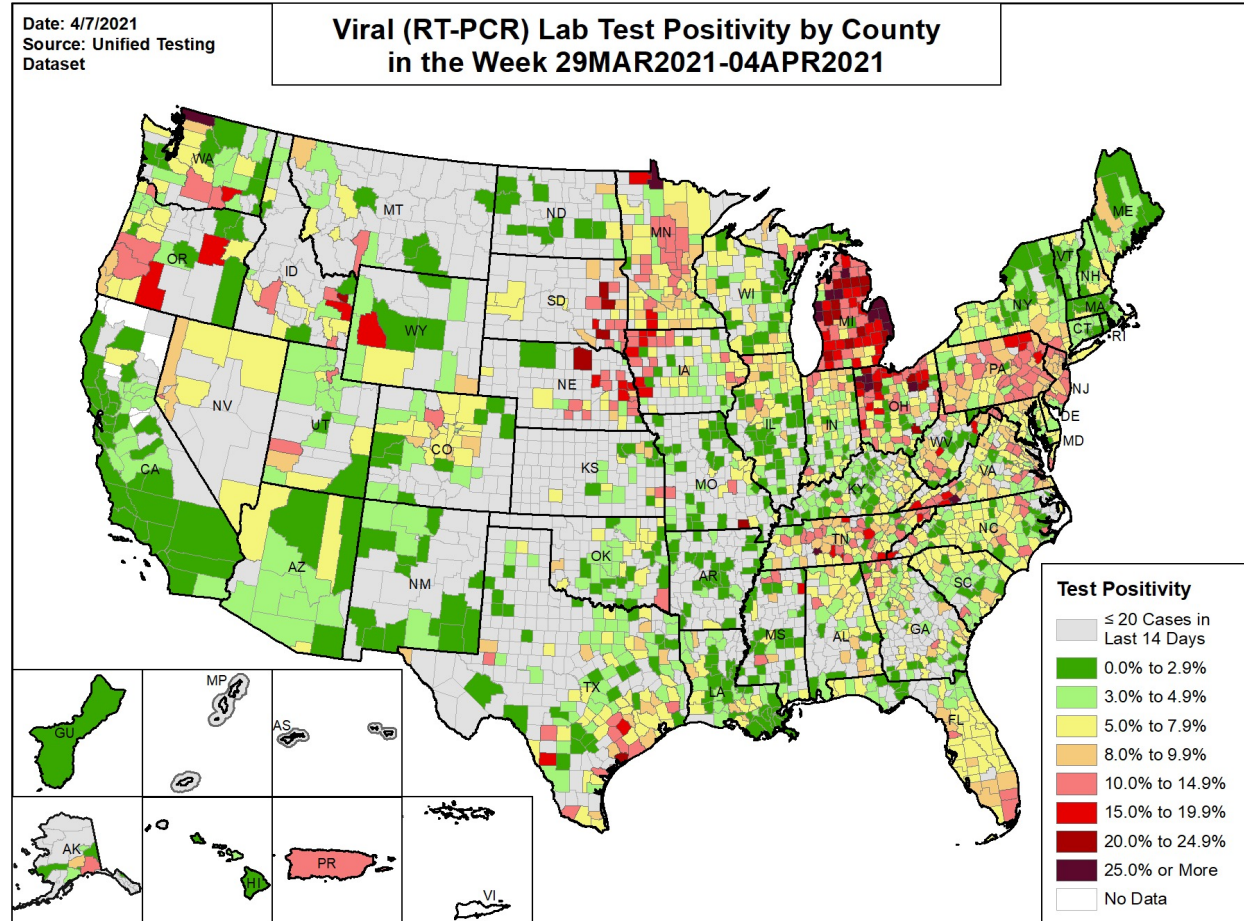 Date: 4/7/2021
Source: Unified Testing
Dataset
Viral (RT-PCR) Lab Test Positivity by County
in the Week 29MAR2021-04APR2021
WA
MT
ND
MN
ME
OR
ID
WY
SD
WI
MI
VT
NH
NY
MA
CT
RI
NV
UT
CO
NE
IA
IL
IN
OH
PA
NJ
DE
MD
WV
VA
CA
KS
MO
KY
AZ
NM
OK
AR
TN
NC
SC
TX
LA
MS
AL
GA
FL
GU
MP
AS
AK
HI
PR
VI
Test Positivity
≤ 20 Cases in
Last 14 Days
0.0% to 2.9%
3.0% to 4.9%
5.0% to 7.9%
8.0% to 9.9%
10.0% to 14.9%
15.0% to 19.9%
20.0% to 24.9%
25.0% or More
No Data